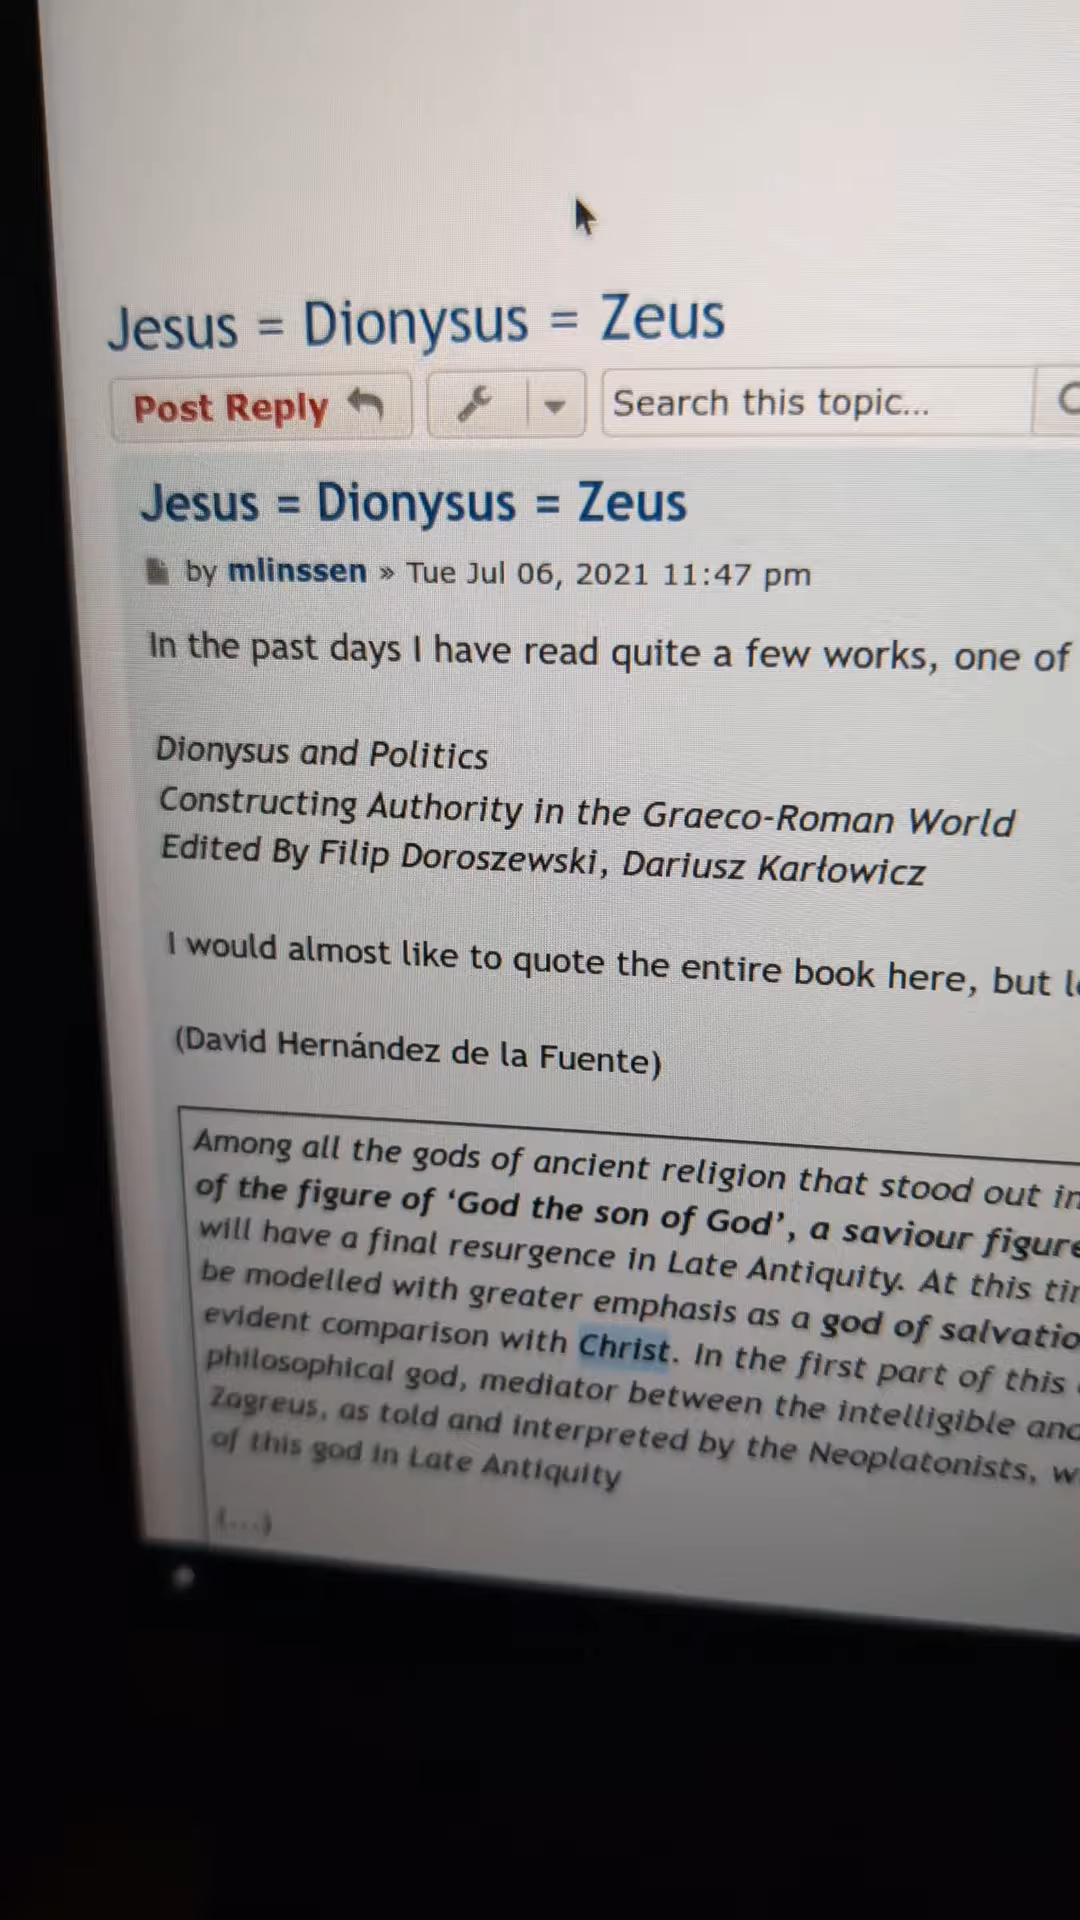 Jesus = Dionysus = Zeus
Post Reply
Search this topic...
Jesus = Dionysus = Zeus
by mlinssen » Tue Jul 06, 2021 11:47 pm
In the past days I have read quite a few works, one of
Dionysus and Politics
Constructing Authority in the Graeco-Roman World
Edited By Filip Doroszewski, Dariusz Karłowicz
I would almost like to quote the entire book here, but
(David Hernández de la Fuente)
Among all the gods of ancient religion that stood out
of the figure of ‘God the son of God’, a saviour figure
will have a final resurgence in Late Antiquity. At this
be modelled with greater emphasis as a god of
evident comparison with Christ. In the first part of this
philosophical god, mediator between the intelligible
Zagreus, as told and interpreted by the Neoplatonists,
of this god in Late Antiquity
(...)